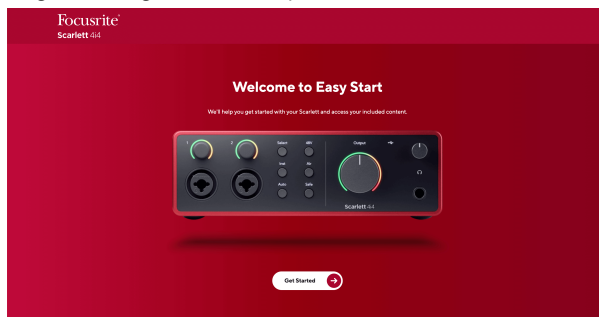 Focusrite®
Scarlett 4i4
Welcome to Easy Start
We'll help you get started with your Scarlett and access your included content.
1 2 Select 48V Output
Inst Air
Auto Safe
Scarlett 4i4
Get Started